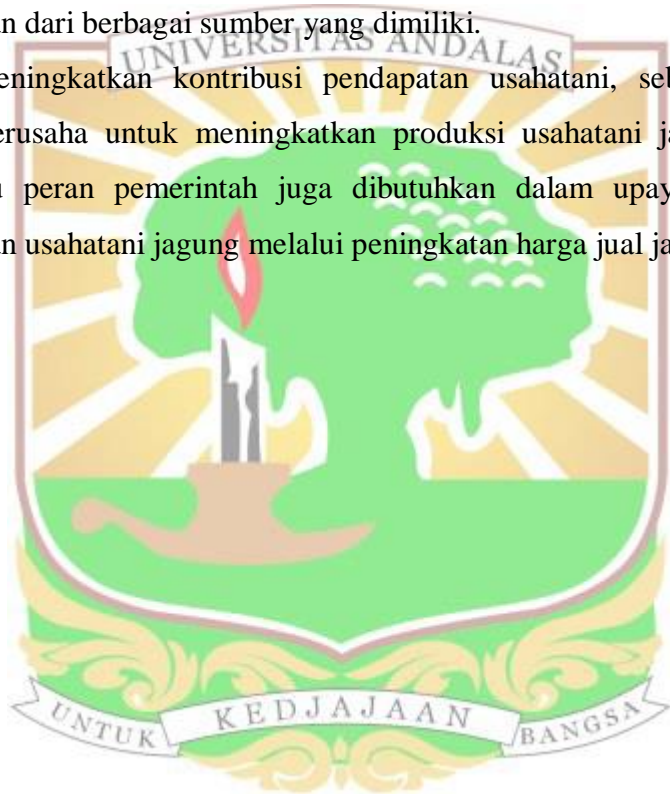 n dari berbagai sumber yang dimiliki.
UNIVERSITAS ANDALAS
eningkatkan kontribusi pendapatan usahatani, seb
erusaha untuk meningkatkan produksi usahatani ja
u peran pemerintah juga dibutuhkan dalam upay
n usahatani jagung melalui peningkatan harga jual ja
UNTUK KEDJAJAAN BANGSA